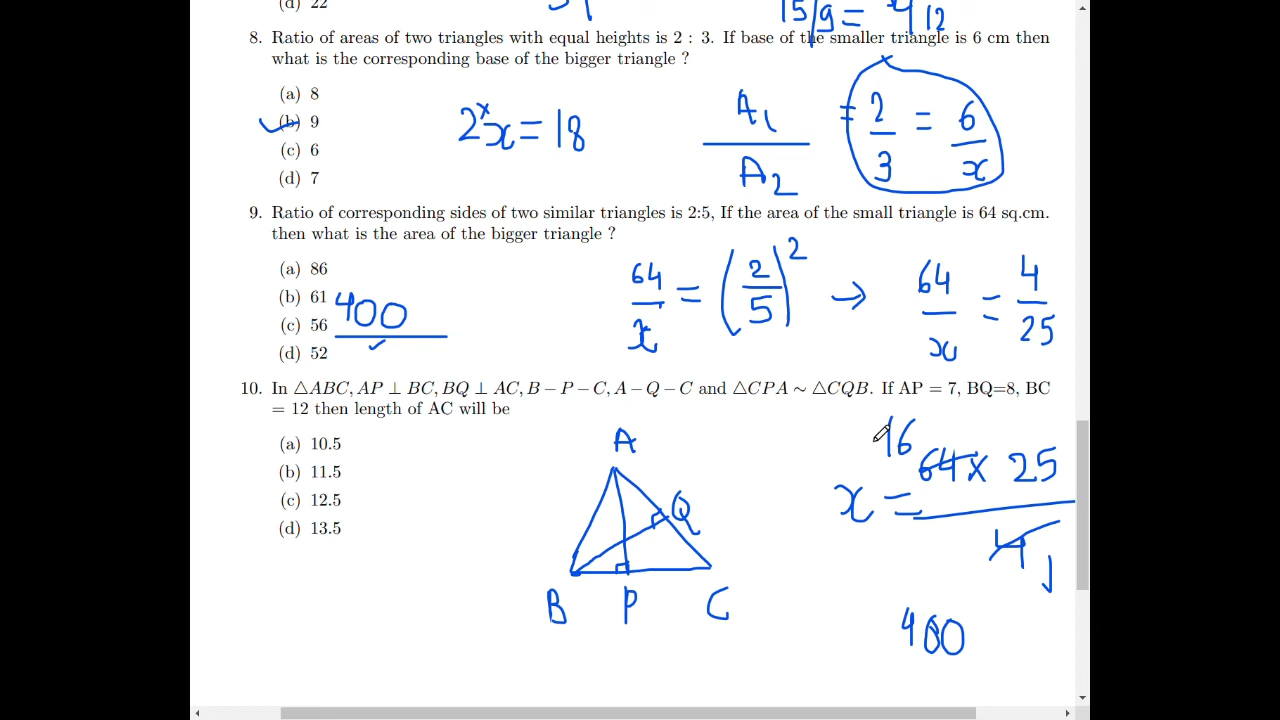 (d) 22
15/9 = 4/12
8. Ratio of areas of two triangles with equal heights is 2 : 3. If base of the smaller triangle is 6 cm then
what is the corresponding base of the bigger triangle ?
(a) 8
(b) 9
(c) 6
(d) 7
2 x x = 18
A1 / A2 = 2/3 = 6/x
9. Ratio of corresponding sides of two similar triangles is 2:5, If the area of the small triangle is 64 sq.cm.
then what is the area of the bigger triangle ?
(a) 86
(b) 61
(c) 56
(d) 52
400
64/x = (2/5)2 → 64/x = 4/25
10. In △ABC, AP ⊥ BC, BQ ⊥ AC, B − P − C, A − Q − C and △CPA ∼ △CQB. If AP = 7, BQ=8, BC
= 12 then length of AC will be
(a) 10.5
(b) 11.5
(c) 12.5
(d) 13.5
A
Q
B P C
16
x = 64 x 25
4 1
400